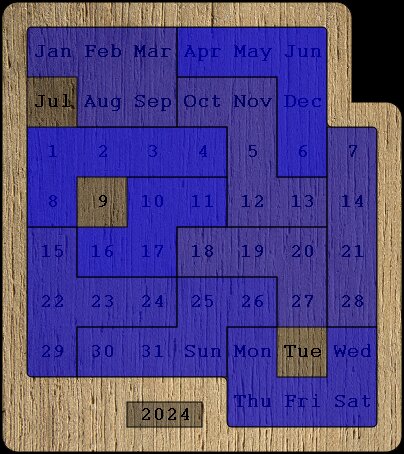 Jan Feb Mar Apr May Jun
Jul Aug Sep Oct Nov Dec
1 2 3 4 5 6 7
8 9 10 11 12 13 14
15 16 17 18 19 20 21
22 23 24 25 26 27 28
29 30 31 Sun Mon Tue Wed
Thu Fri Sat
2024